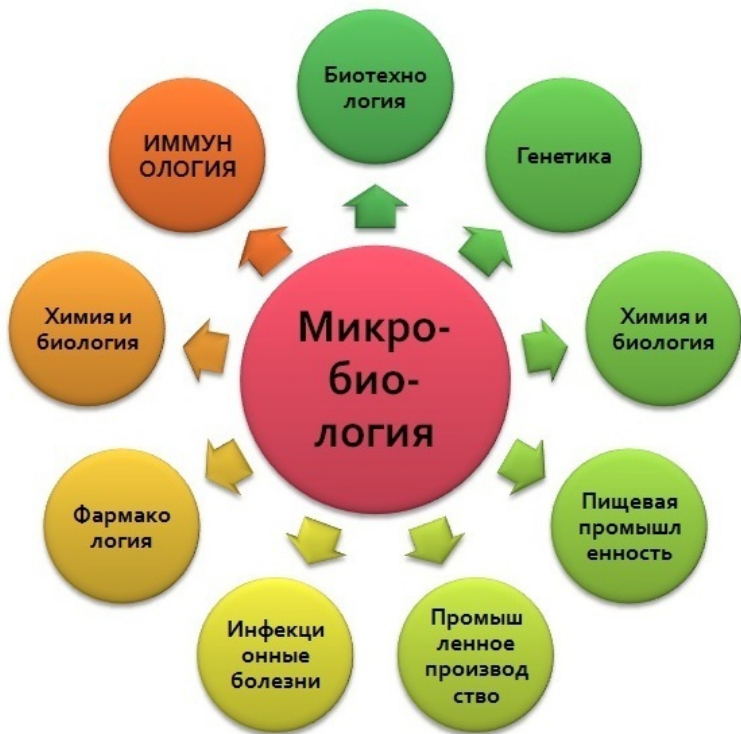 Биотехно
логия
Генетика
Химия и
биология
Пищевая
промышл
енность
Промыш
ленное
производ
ство
Инфекци
онные
болезни
Фармако
логия
Химия и
биология
ИММУН
ОЛОГИЯ
Микро-
био-
логия